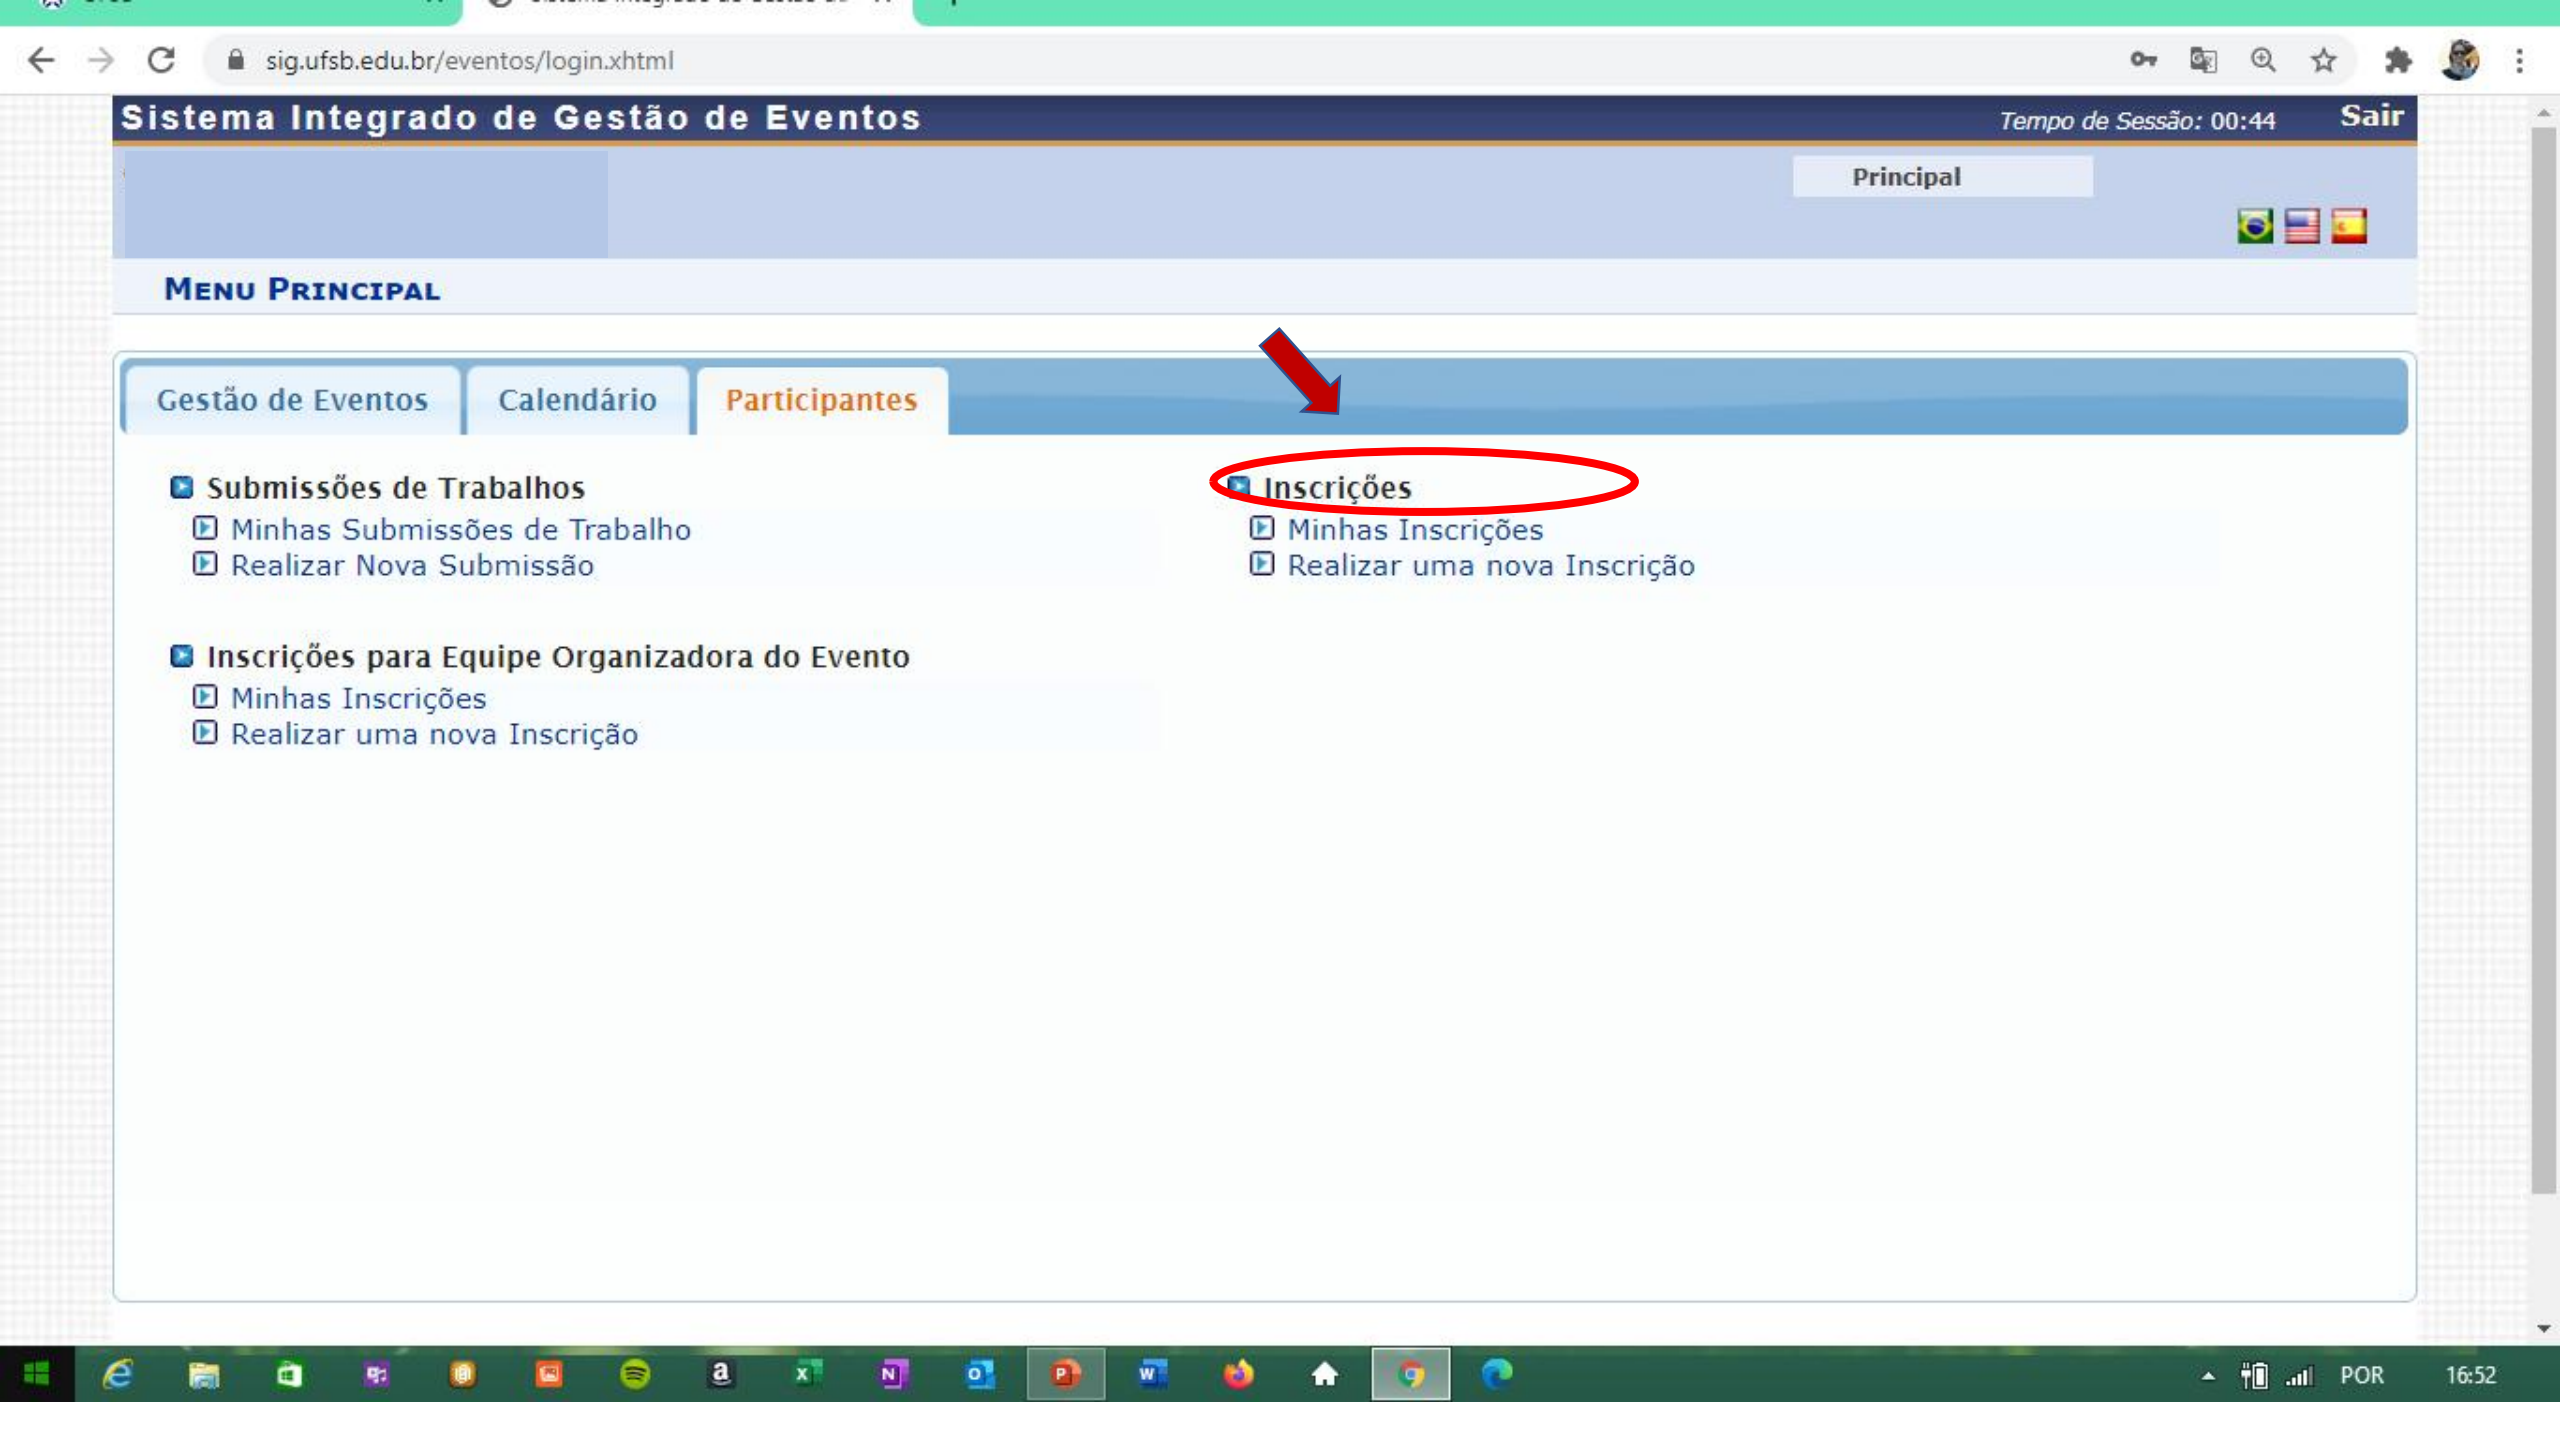 sig.ufsb.edu.br/eventos/login.xhtml
Sistema Integrado de Gestão de Eventos
Tempo de Sessão: 00:44
Sair
Principal
MENU PRINCIPAL
Gestão de Eventos
Calendário
Participantes
Submissões de Trabalhos
Minhas Submissões de Trabalho
Realizar Nova Submissão
Inscrições
Minhas Inscrições
Realizar uma nova Inscrição
Inscrições para Equipe Organizadora do Evento
Minhas Inscrições
Realizar uma nova Inscrição
POR
16:52